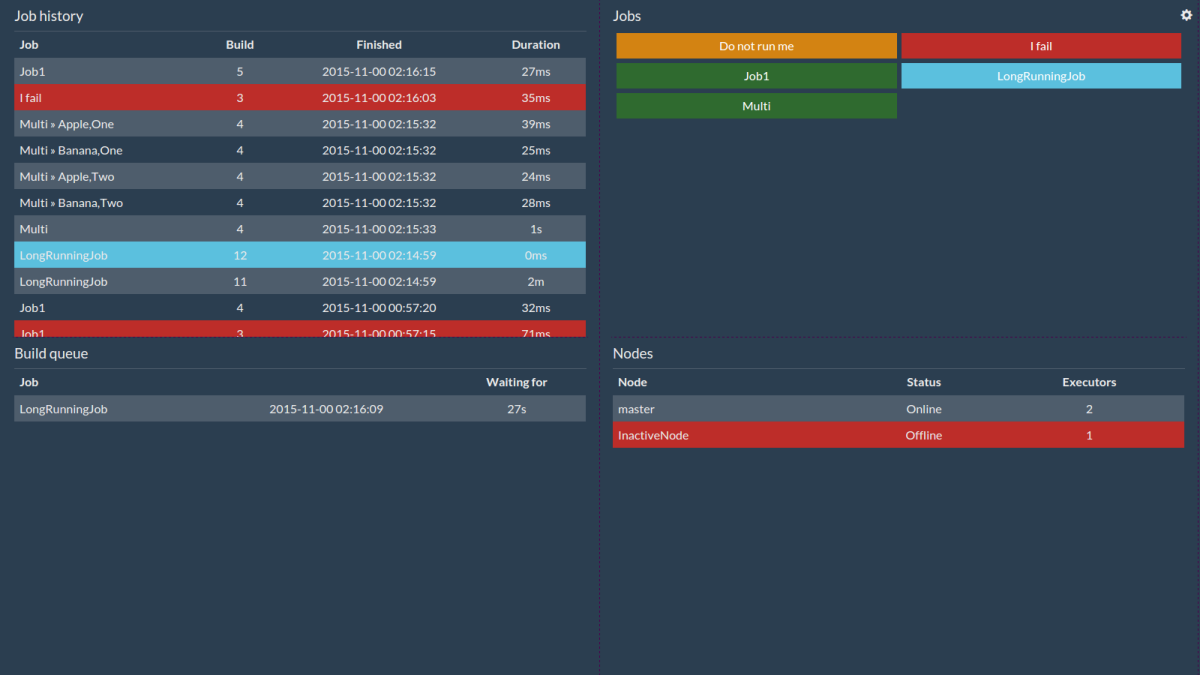 Job history
Job Build Finished Duration
Job1 5 2015-11-00 02:16:15 27ms
I fail 3 2015-11-00 02:16:03 35ms
Multi » Apple,One 4 2015-11-00 02:15:32 39ms
Multi » Banana,One 4 2015-11-00 02:15:32 25ms
Multi » Apple,Two 4 2015-11-00 02:15:32 24ms
Multi » Banana,Two 4 2015-11-00 02:15:32 28ms
Multi 4 2015-11-00 02:15:33 1s
LongRunningJob 12 2015-11-00 02:14:59 0ms
LongRunningJob 11 2015-11-00 02:14:59 2m
Job1 4 2015-11-00 00:57:20 32ms
Job1 3 2015-11-00 00:57:15 71ms
Build queue
Job Waiting for
LongRunningJob 2015-11-00 02:16:09 27s
Jobs
Do not run me I fail
Job1 LongRunningJob
Multi
Nodes
Node Status Executors
master Online 2
InactiveNode Offline 1